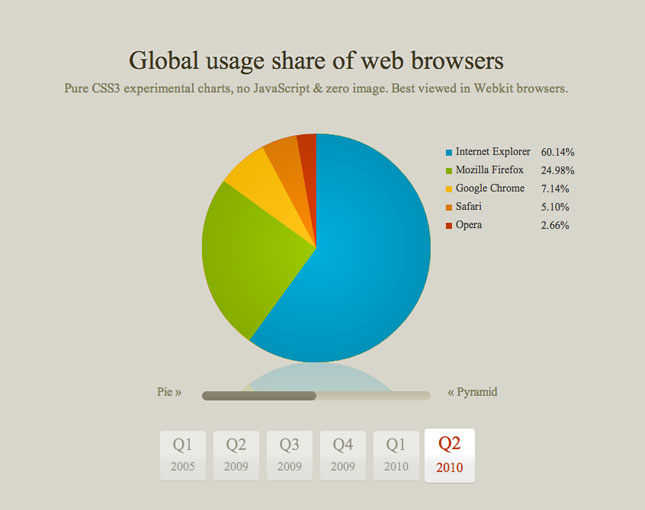 Global usage share of web browsers
Pure CSS3 experimental charts, no JavaScript & zero image. Best viewed in Webkit browsers.
Internet Explorer 60.14%
Mozilla Firefox 24.98%
Google Chrome 7.14%
Safari 5.10%
Opera 2.66%
Pie » « Pyramid
Q1 Q2 Q3 Q4 Q1 Q2
2005 2009 2009 2009 2010 2010